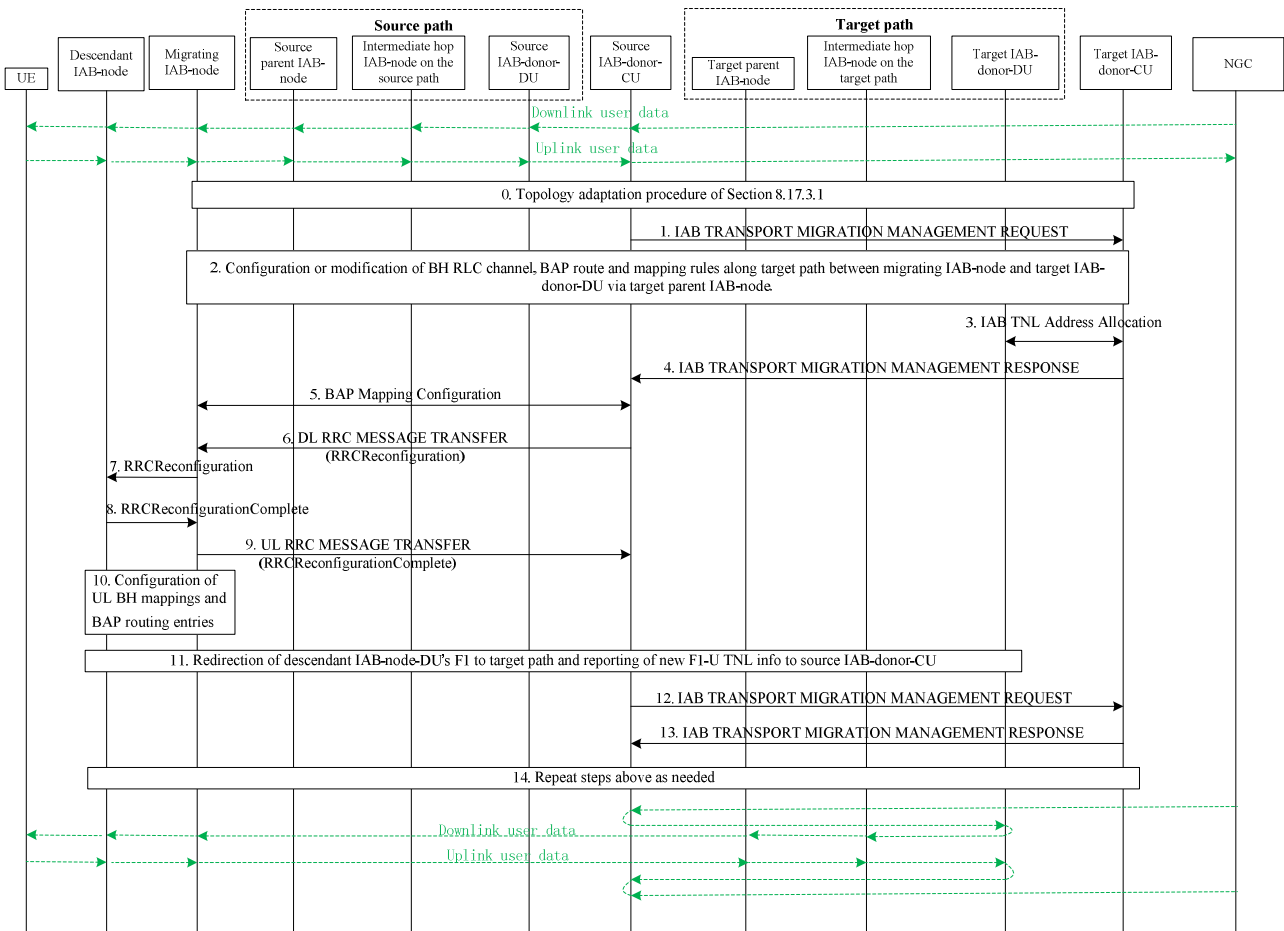 Source path
Target path
UE
Descendant
IAB-node
Migrating
IAB-node
Source
parent IAB-
node
Intermediate hop
IAB-node on the
source path
Source
IAB-donor-
DU
Source
IAB-donor-
CU
Target parent
IAB-node
Intermediate hop
IAB-node on the
target path
Target IAB-
donor-DU
Target IAB-
donor-CU
NGC
Downlink user data
Uplink user data
0. Topology adaptation procedure of Section 8.17.3.1
1. IAB TRANSPORT MIGRATION MANAGEMENT REQUEST
2. Configuration or modification of BH RLC channel, BAP route and mapping rules along target path between migrating IAB-node and target IAB-
donor-DU via target parent IAB-node.
3. IAB TNL Address Allocation
4. IAB TRANSPORT MIGRATION MANAGEMENT RESPONSE
5. BAP Mapping Configuration
6. DL RRC MESSAGE TRANSFER
(RRCReconfiguration)
7. RRCReconfiguration
8. RRCReconfigurationComplete
9. UL RRC MESSAGE TRANSFER
(RRCReconfigurationComplete)
10. Configuration of
UL BH mappings and
BAP routing entries
11. Redirection of descendant IAB-node-DU's F1 to target path and reporting of new F1-U TNL info to source IAB-donor-CU
12. IAB TRANSPORT MIGRATION MANAGEMENT REQUEST
13. IAB TRANSPORT MIGRATION MANAGEMENT RESPONSE
14. Repeat steps above as needed
Downlink user data
Uplink user data